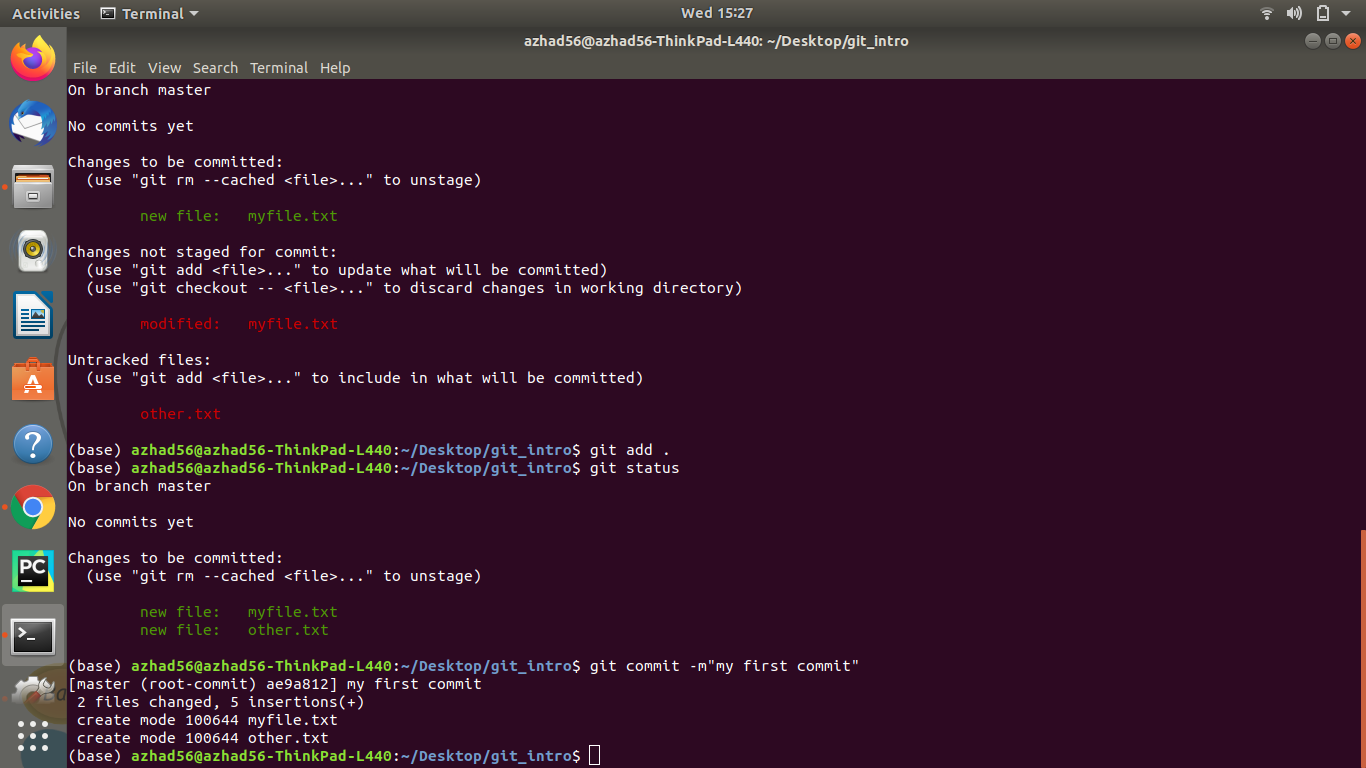 Activities Terminal Wed 15:27
azhad56@azhad56-ThinkPad-L440: ~/Desktop/git_intro
File Edit View Search Terminal Help
On branch master
No commits yet
Changes to be committed:
  (use "git rm --cached <file>..." to unstage)
        new file:   myfile.txt
Changes not staged for commit:
  (use "git add <file>..." to update what will be committed)
  (use "git checkout -- <file>..." to discard changes in working directory)
        modified:   myfile.txt
Untracked files:
  (use "git add <file>..." to include in what will be committed)
        other.txt
(base) azhad56@azhad56-ThinkPad-L440:~/Desktop/git_intro$ git add .
(base) azhad56@azhad56-ThinkPad-L440:~/Desktop/git_intro$ git status
On branch master
No commits yet
Changes to be committed:
  (use "git rm --cached <file>..." to unstage)
        new file:   myfile.txt
        new file:   other.txt
(base) azhad56@azhad56-ThinkPad-L440:~/Desktop/git_intro$ git commit -m"my first commit"
[master (root-commit) ae9a812] my first commit
 2 files changed, 5 insertions(+)
 create mode 100644 myfile.txt
 create mode 100644 other.txt
(base) azhad56@azhad56-ThinkPad-L440:~/Desktop/git_intro$
PC